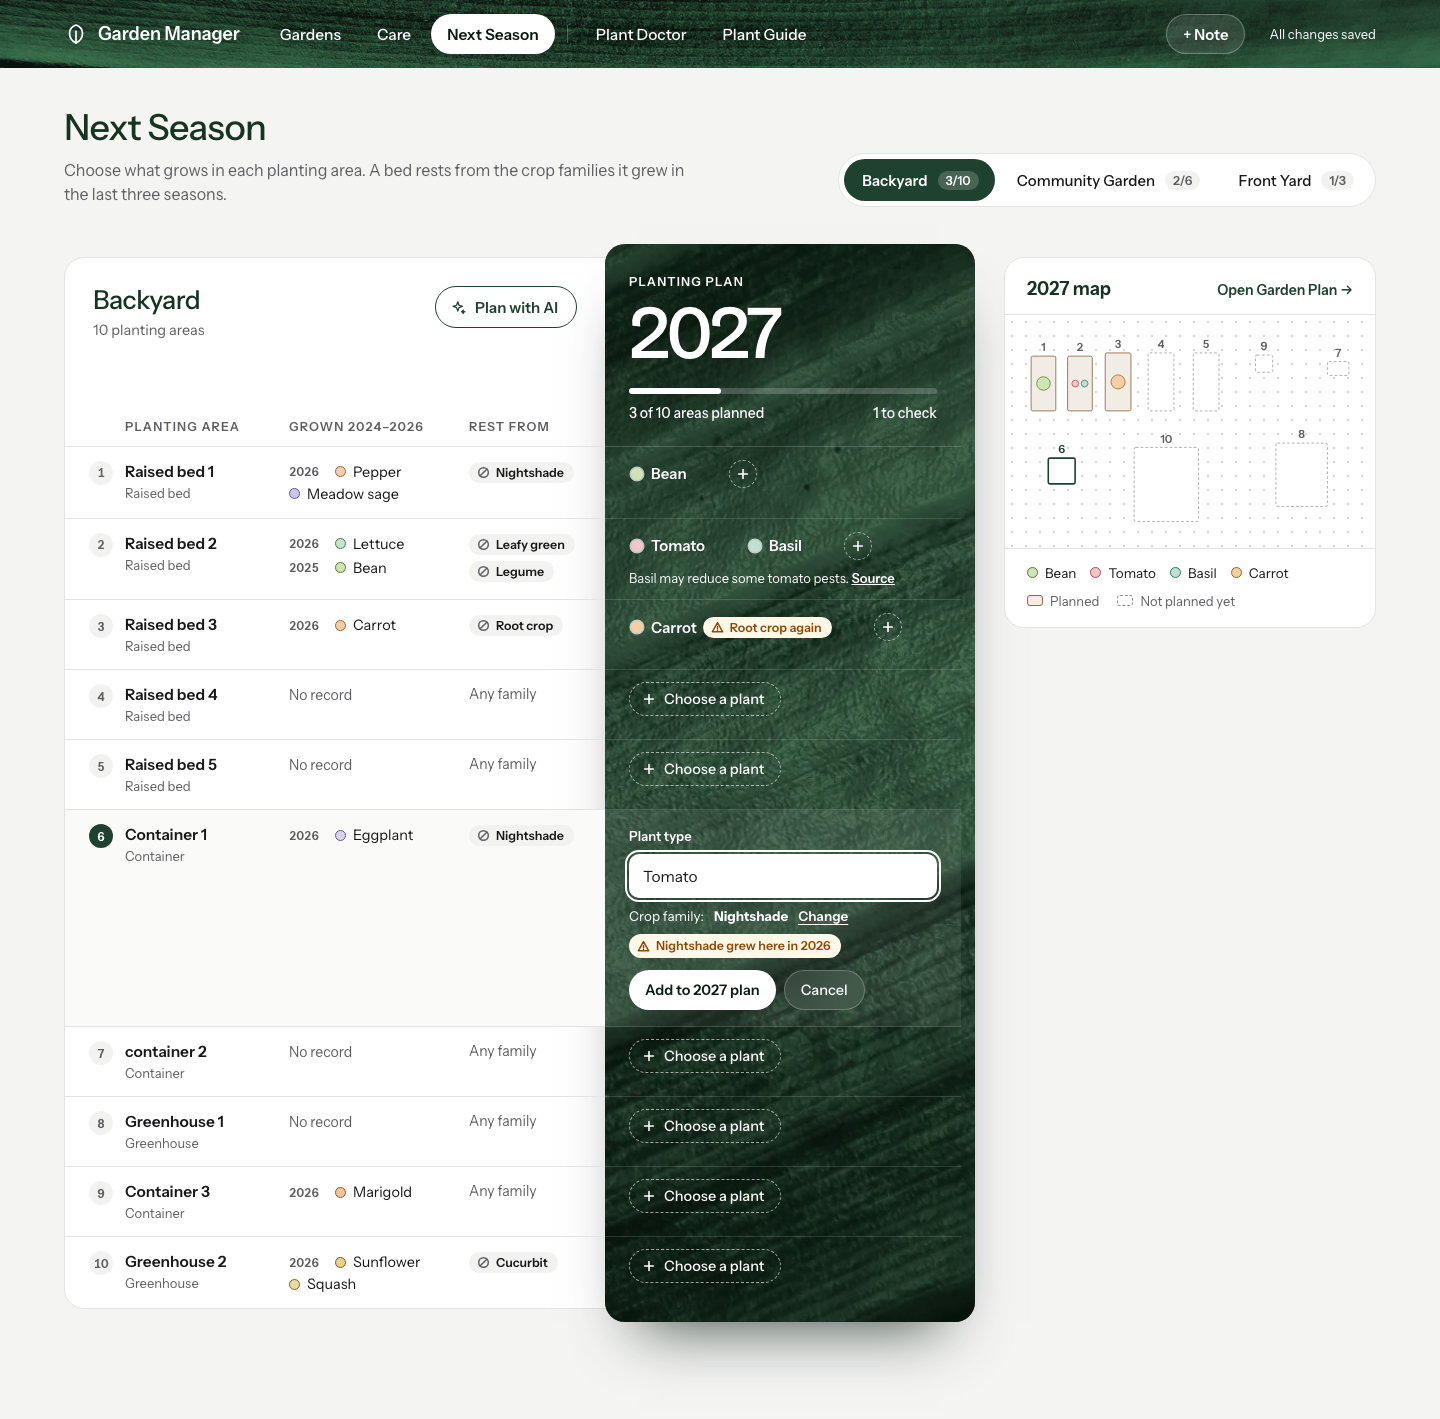 Garden Manager
Gardens
Care
Next Season
Plant Doctor
Plant Guide
+ Note
All changes saved
Next Season
Choose what grows in each planting area. A bed rests from the crop families it grew in
the last three seasons.
Backyard 3/10
Community Garden 2/6
Front Yard 1/3
Backyard
10 planting areas
Plan with AI
PLANTING AREA
GROWN 2024–2026
REST FROM
PLANTING PLAN
2027
3 of 10 areas planned
1 to check
1
Raised bed 1
Raised bed
2026 Pepper
Meadow sage
Nightshade
Bean
+
2
Raised bed 2
Raised bed
2026 Lettuce
2025 Bean
Leafy green
Legume
Tomato
Basil
+
Basil may reduce some tomato pests. Source
3
Raised bed 3
Raised bed
2026 Carrot
Root crop
Carrot
Root crop again
+
4
Raised bed 4
Raised bed
No record
Any family
+ Choose a plant
5
Raised bed 5
Raised bed
No record
Any family
+ Choose a plant
6
Container 1
Container
2026 Eggplant
Nightshade
Plant type
Tomato
Crop family: Nightshade Change
Nightshade grew here in 2026
Add to 2027 plan
Cancel
7
container 2
Container
No record
Any family
+ Choose a plant
8
Greenhouse 1
Greenhouse
No record
Any family
+ Choose a plant
9
Container 3
Container
2026 Marigold
Any family
+ Choose a plant
10
Greenhouse 2
Greenhouse
2026 Sunflower
Squash
Cucurbit
+ Choose a plant
2027 map
Open Garden Plan →
1
2
3
4
5
9
7
6
10
8
Bean
Tomato
Basil
Carrot
Planned
Not planned yet